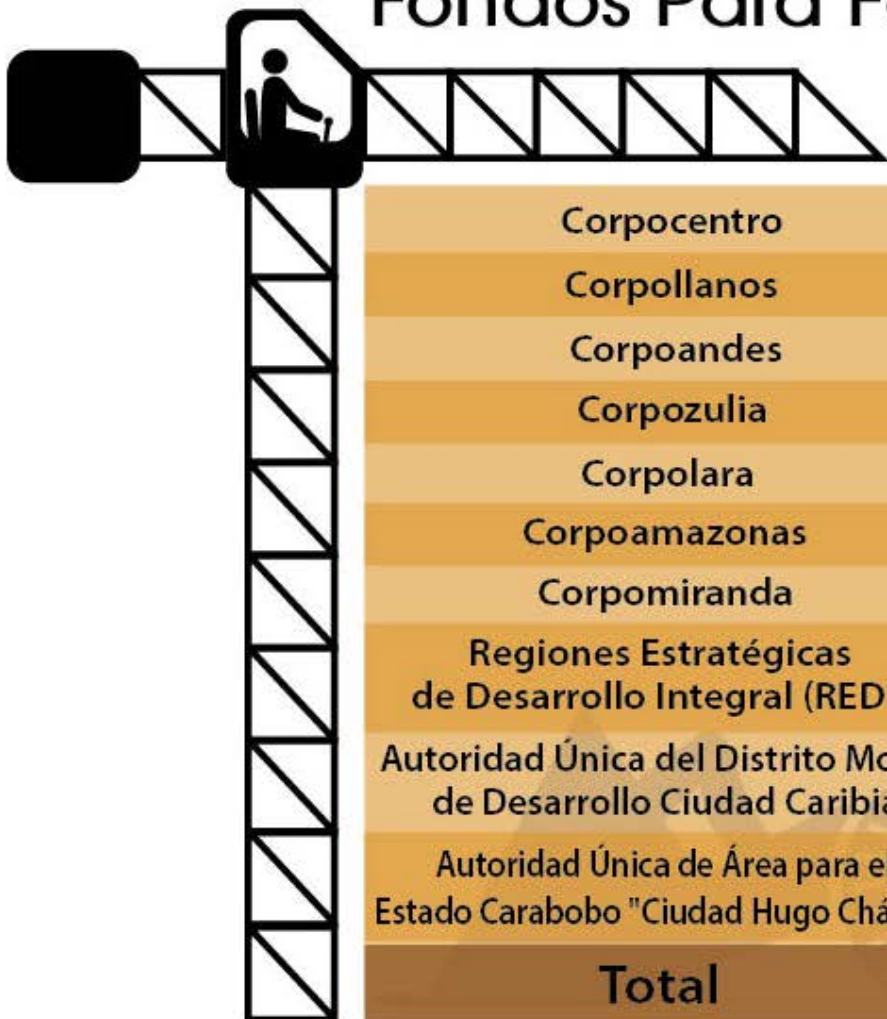 Fondos Para
Corpocentro
Corpollanos
Corpoandes
Corpozulia
Corpolara
Corpoamazonas
Corpomiranda
Regiones Estratégicas
de Desarrollo Integral (RED
Autoridad Única del Distrito
de Desarrollo Ciudad
Autoridad Única de Área para
Estado Carabobo "Ciudad Hugo
Total